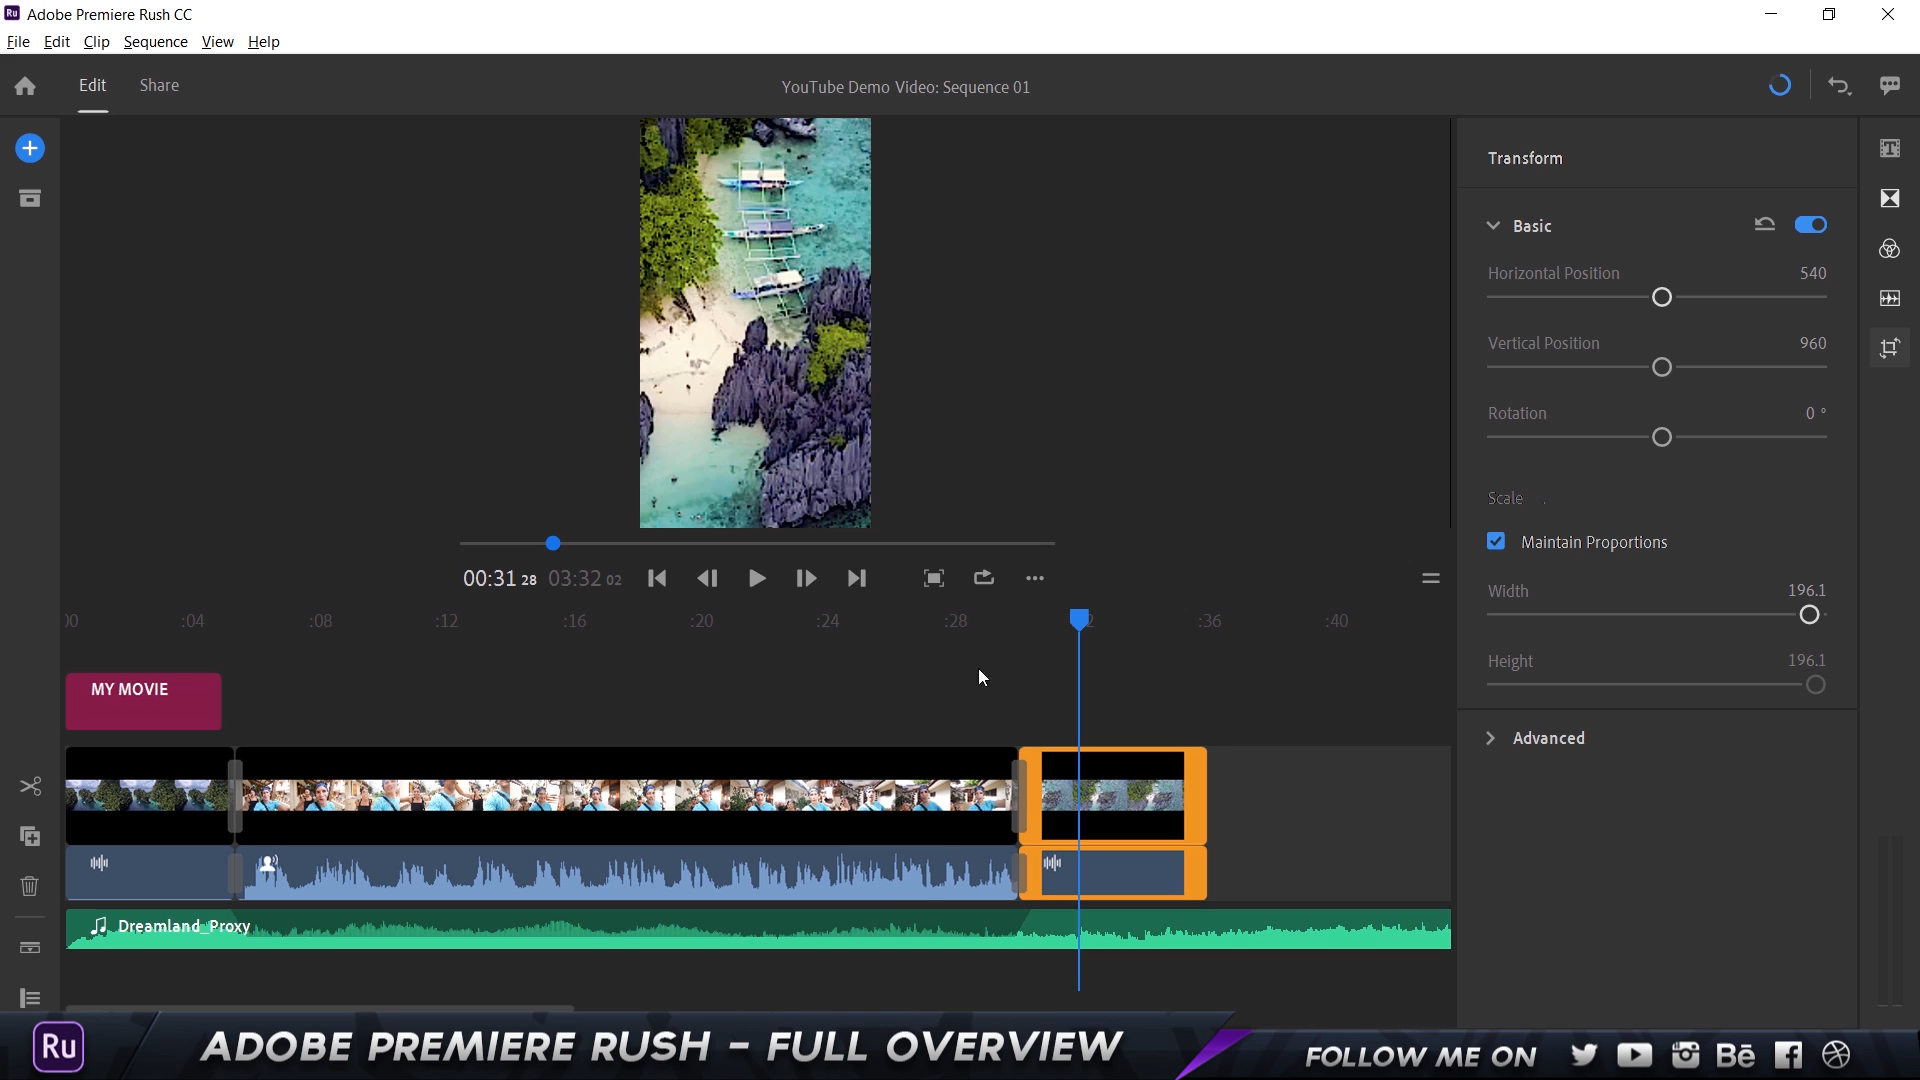 Ru Adobe Premiere Rush CC
File Edit Clip Sequence View Help
Edit Share YouTube Demo Video: Sequence 01
Transform
Basic
Horizontal Position 540
Vertical Position 960
Rotation 0 °
Scale
Maintain Proportions
Width 196.1
Height 196.1
Advanced
00:31 28 03:32 02
:04 :08 :12 :16 :20 :24 :28 :36 :40
MY MOVIE
Dreamland_Proxy
Ru ADOBE PREMIERE RUSH - FULL OVERVIEW
FOLLOW ME ON Bē